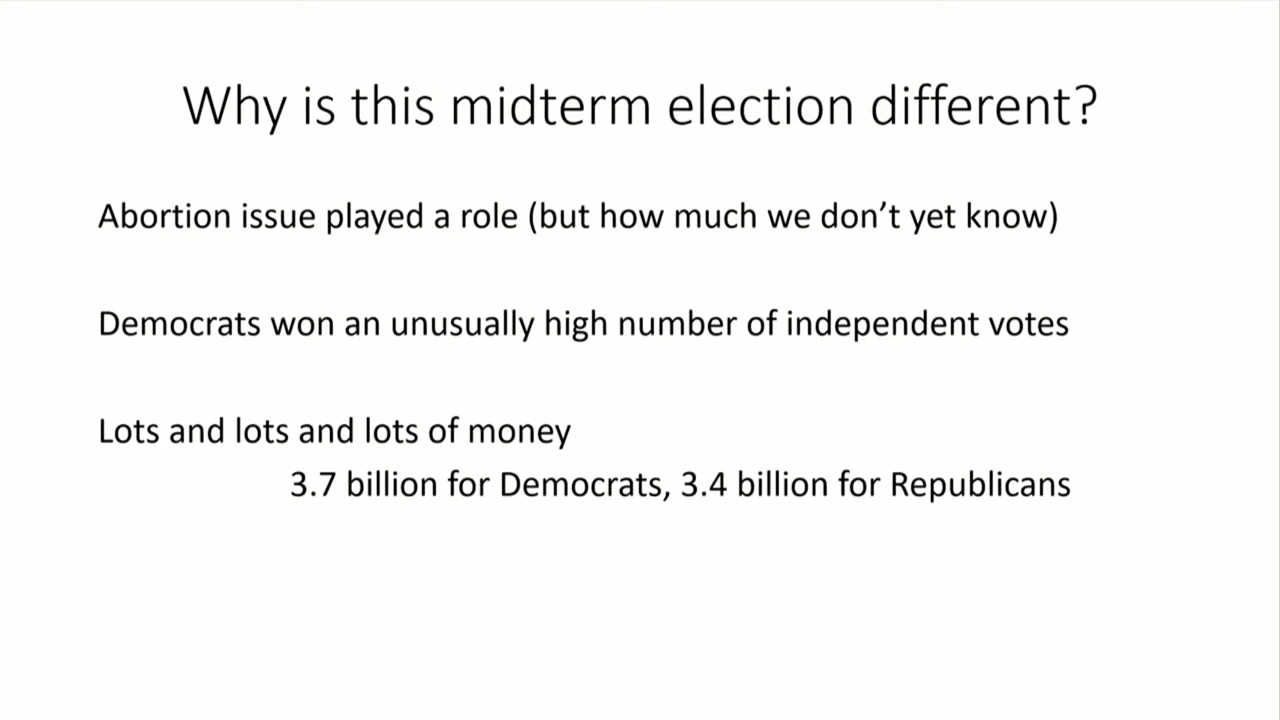 Why is this midterm election different?
Abortion issue played a role (but how much we don’t yet know)
Democrats won an unusually high number of independent votes
Lots and lots and lots of money
3.7 billion for Democrats, 3.4 billion for Republicans